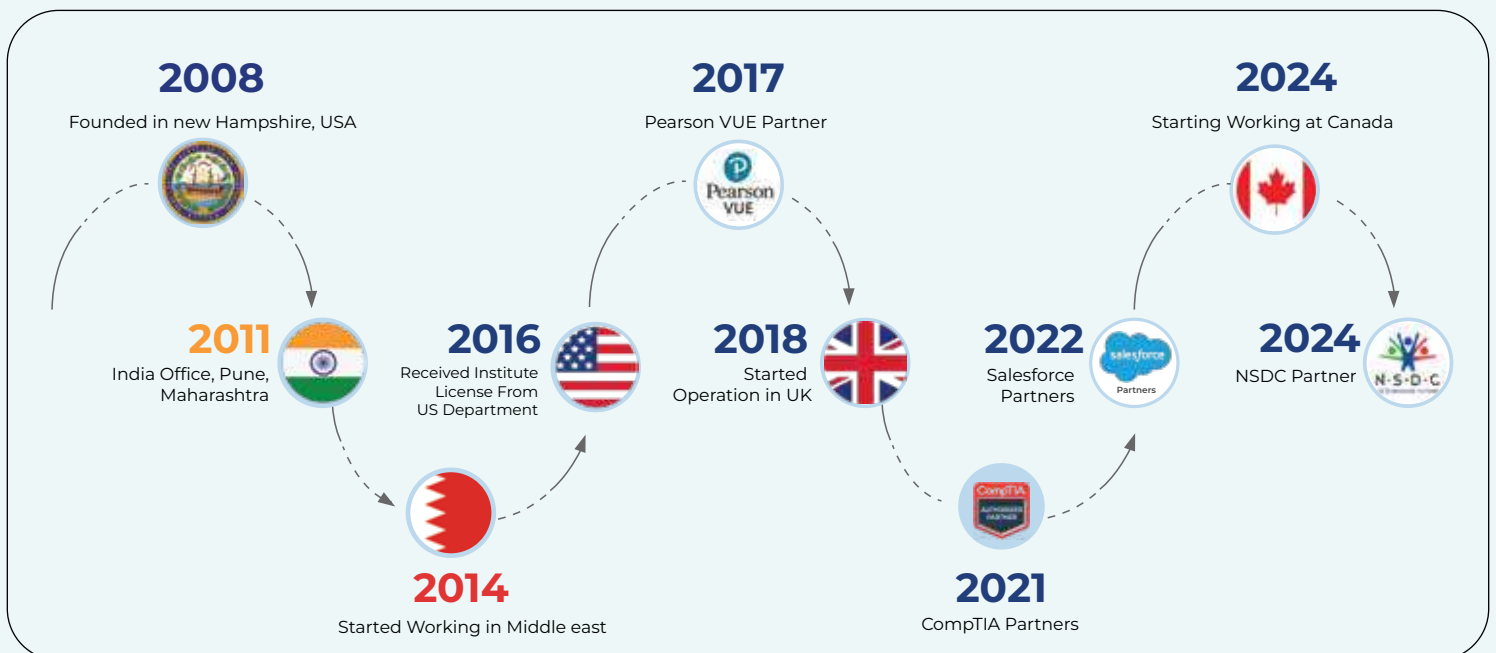 2008
Founded in new Hampshire, USA
2011
India Office, Pune,
Maharashtra
2014
Started Working in Middle east
2016
Received Institute
License From
US Department
2017
Pearson VUE Partner
Pearson
VUE
2018
Started
Operation in UK
2021
CompTIA Partners
CompTIA
AUTHORIZED
PARTNER
2022
Salesforce
Partners
salesforce
Partners
2024
Starting Working at Canada
2024
NSDC Partner
N·S·D·C